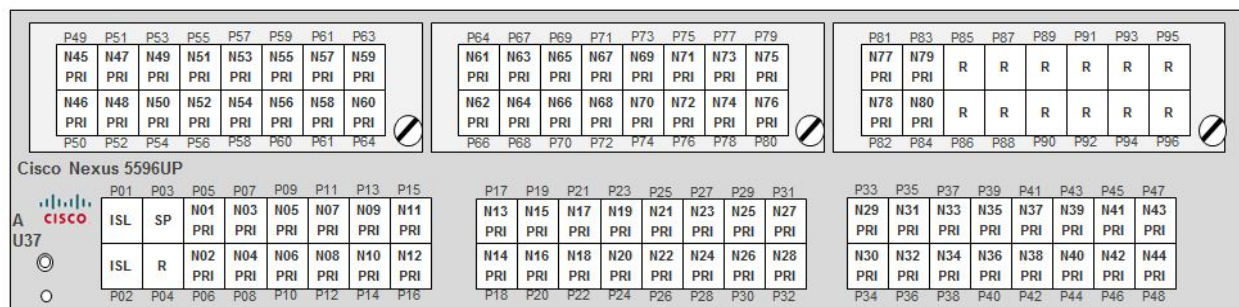 P49 P51 P53 P55 P57 P59 P61 P63 P64 P67 P69 P71 P73 P75 P77 P79 P81 P83 P85 P87 P89 P91 P93 P95
N45 N47 N49 N51 N53 N55 N57 N59 N61 N63 N65 N67 N69 N71 N73 N75 N77 N79 R R R R R R
PRI PRI PRI PRI PRI PRI PRI PRI PRI PRI PRI PRI PRI PRI PRI PRI PRI PRI
N46 N48 N50 N52 N54 N56 N58 N60 N62 N64 N66 N68 N70 N72 N74 N76 N78 N80 R R R R R R
PRI PRI PRI PRI PRI PRI PRI PRI PRI PRI PRI PRI PRI PRI PRI PRI PRI PRI
P50 P52 P54 P56 P58 P60 P61 P64 P66 P68 P70 P72 P74 P76 P78 P80 P82 P84 P86 P88 P90 P92 P94 P96
Cisco Nexus 5596UP
P01 P03 P05 P07 P09 P11 P13 P15 P17 P19 P21 P23 P25 P27 P29 P31 P33 P35 P37 P39 P41 P43 P45 P47
A CISCO ISL SP N01 N03 N05 N07 N09 N11 N13 N15 N17 N19 N21 N23 N25 N27 N29 N31 N33 N35 N37 N39 N41 N43
PRI PRI PRI PRI PRI PRI PRI PRI PRI PRI PRI PRI PRI PRI PRI PRI PRI PRI PRI PRI PRI PRI
U37
ISL R N02 N04 N06 N08 N10 N12 N14 N16 N18 N20 N22 N24 N26 N28 N30 N32 N34 N36 N38 N40 N42 N44
PRI PRI PRI PRI PRI PRI PRI PRI PRI PRI PRI PRI PRI PRI PRI PRI PRI PRI PRI PRI PRI PRI
P02 P04 P06 P08 P10 P12 P14 P16 P18 P20 P22 P24 P26 P28 P30 P32 P34 P36 P38 P40 P42 P44 P46 P48